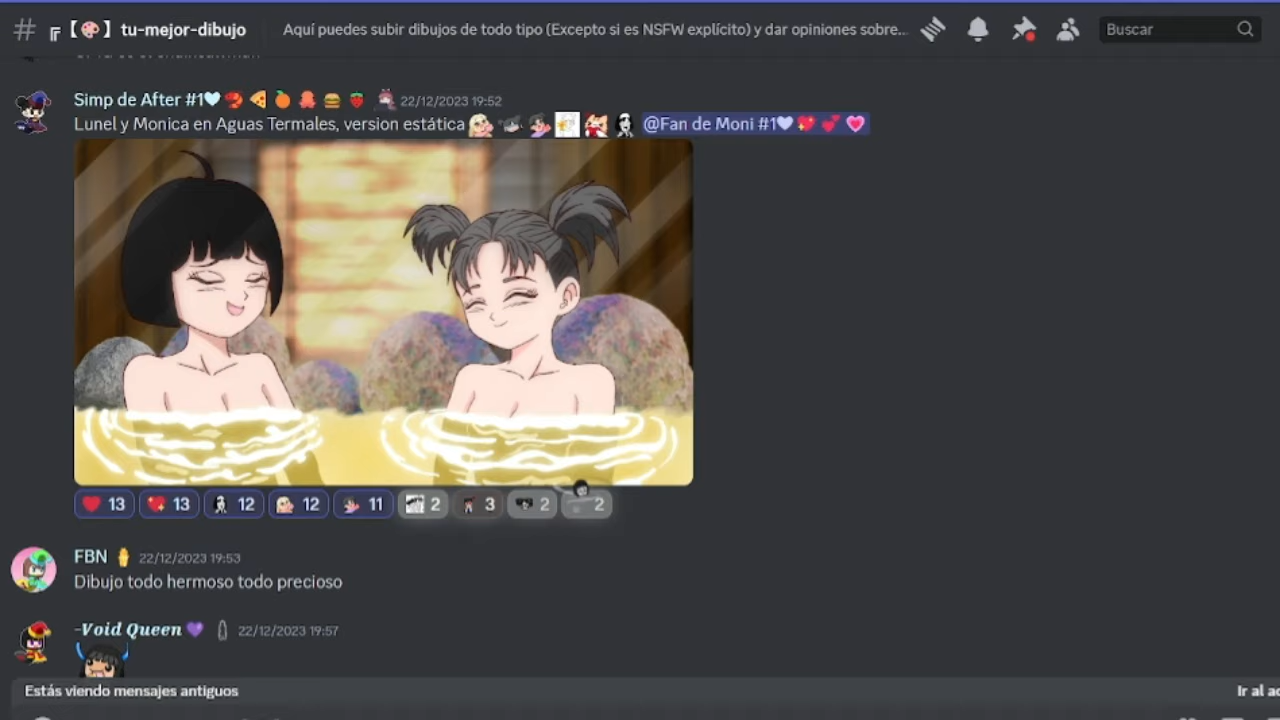 tu-mejor-dibujo
Aquí puedes subir dibujos de todo tipo (Excepto si es NSFW explícito) y dar opiniones sobre...
Buscar
Simp de After #1 22/12/2023 19:52
Lunel y Monica en Aguas Termales, version estática @Fan de Moni #1
13 13 12 12 11 2 3 2 2
FBN 22/12/2023 19:53
Dibujo todo hermoso todo precioso
-Void Queen 22/12/2023 19:57
Estás viendo mensajes antiguos
Ir al